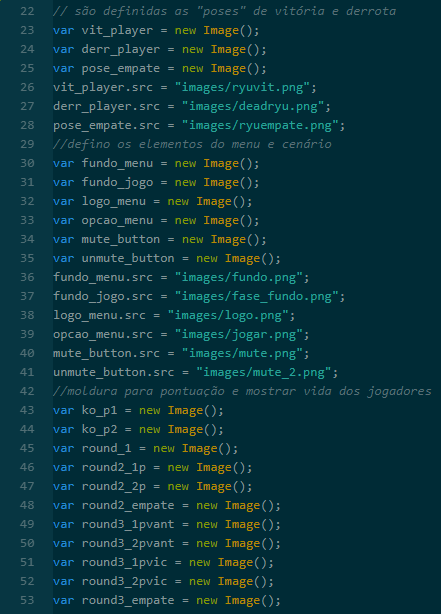 22 // são definidas as "poses" de vitória e derrota
23 var vit_player = new Image();
24 var derr_player = new Image();
25 var pose_empate = new Image();
26 vit_player.src = "images/ryuvit.png";
27 derr_player.src = "images/deadryu.png";
28 pose_empate.src = "images/ryuempate.png";
29 //defino os elementos do menu e cenário
30 var fundo_menu = new Image();
31 var fundo_jogo = new Image();
32 var logo_menu = new Image();
33 var opcao_menu = new Image();
34 var mute_button = new Image();
35 var unmute_button = new Image();
36 fundo_menu.src = "images/fundo.png";
37 fundo_jogo.src = "images/fase_fundo.png";
38 logo_menu.src = "images/logo.png";
39 opcao_menu.src = "images/jogar.png";
40 mute_button.src = "images/mute.png";
41 unmute_button.src = "images/mute_2.png";
42 //moldura para pontuação e mostrar vida dos jogadores
43 var ko_p1 = new Image();
44 var ko_p2 = new Image();
45 var round_1 = new Image();
46 var round2_1p = new Image();
47 var round2_2p = new Image();
48 var round2_empate = new Image();
49 var round3_1pvant = new Image();
50 var round3_2pvant = new Image();
51 var round3_1pvic = new Image();
52 var round3_2pvic = new Image();
53 var round3_empate = new Image();